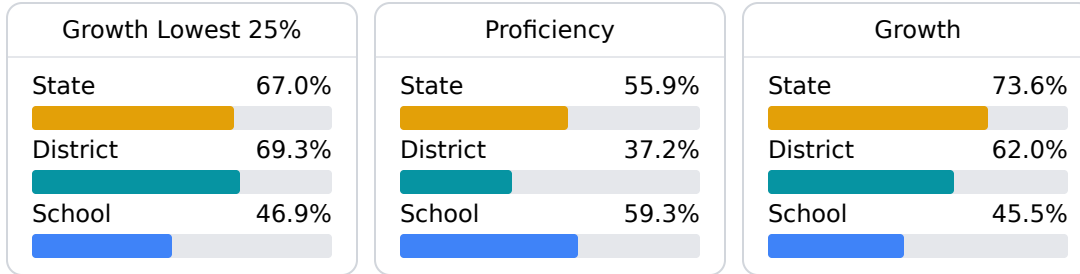 Growth Lowest 25%
State 67.0%
District 69.3%
School 46.9%
Proficiency
State 55.9%
District 37.2%
School 59.3%
Growth
State 73.6%
District 62.0%
School 45.5%